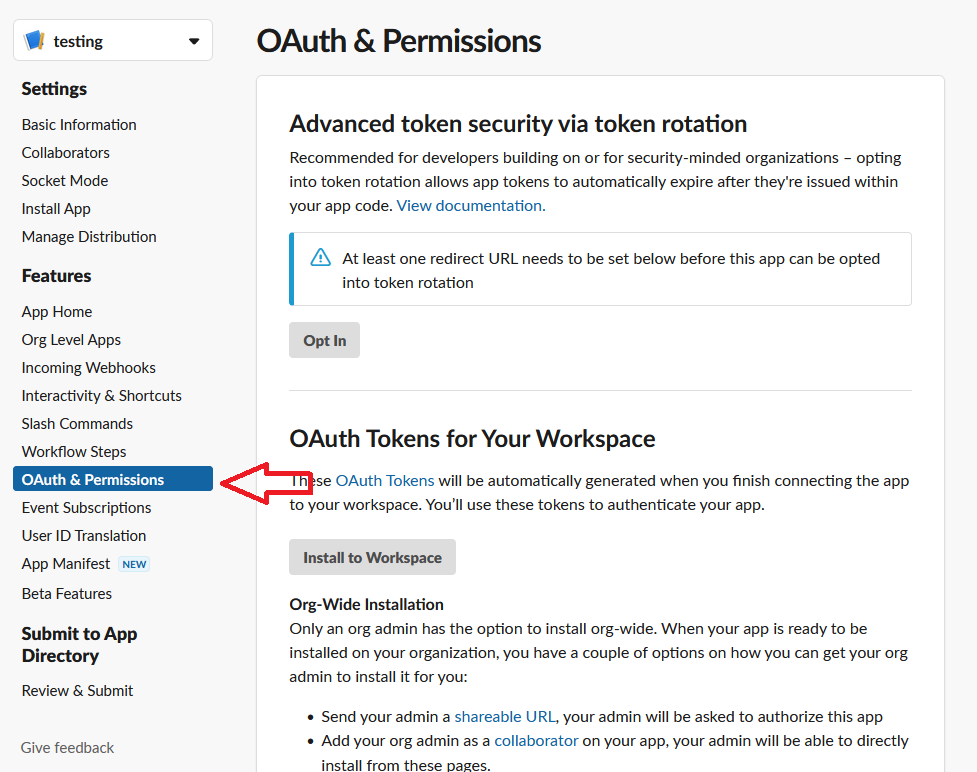 testing
Settings
Basic Information
Collaborators
Socket Mode
Install App
Manage Distribution
Features
App Home
Org Level Apps
Incoming Webhooks
Interactivity & Shortcuts
Slash Commands
Workflow Steps
OAuth & Permissions
Event Subscriptions
User ID Translation
App Manifest NEW
Beta Features
Submit to App
Directory
Review & Submit
Give feedback
OAuth & Permissions
Advanced token security via token rotation
Recommended for developers building on or for security-minded organizations – opting
into token rotation allows app tokens to automatically expire after they're issued within
your app code. View documentation.
At least one redirect URL needs to be set below before this app can be opted
into token rotation
Opt In
OAuth Tokens for Your Workspace
These OAuth Tokens will be automatically generated when you finish connecting the app
to your workspace. You’ll use these tokens to authenticate your app.
Install to Workspace
Org-Wide Installation
Only an org admin has the option to install org-wide. When your app is ready to be
installed on your organization, you have a couple of options on how you can get your org
admin to install it for you:
• Send your admin a shareable URL, your admin will be asked to authorize this app
• Add your org admin as a collaborator on your app, your admin will be able to directly
install from these pages.